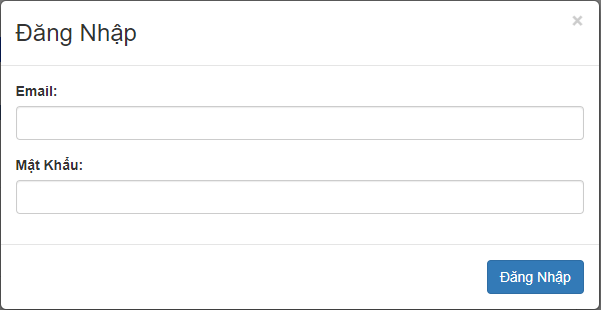 Đăng Nhập
×
Email:
Mật Khẩu:
Đăng Nhập